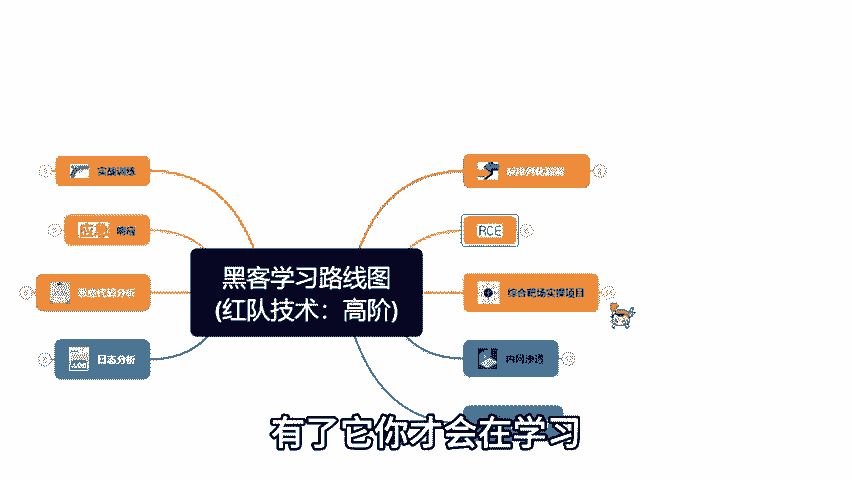 实战训练
应急 响应
恶意代码分析
日志分析
黑客学习路线图
(红队技术：高阶)
RCE
综合靶场实操项目
内网渗透
有了它你才会在学习